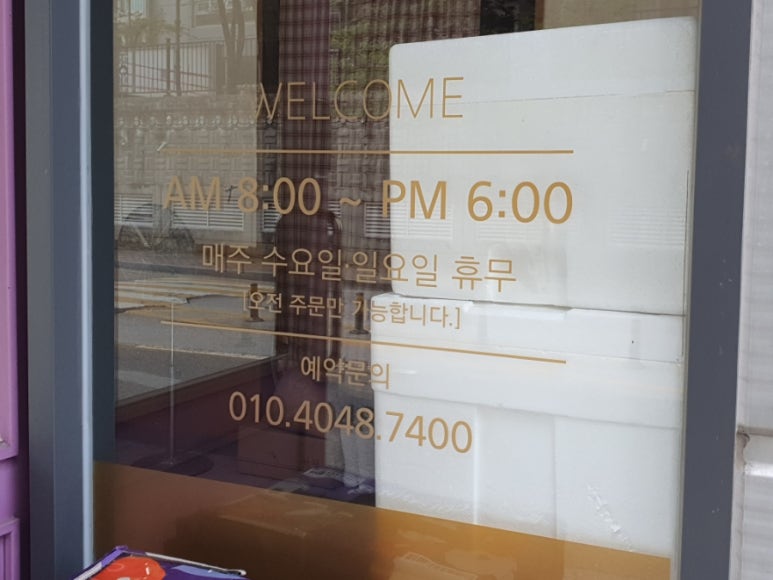 WELCOME
AM 8:00 ~ PM 6:00
매주 수요일·일요일 휴무
[오전 주문만 가능합니다.]
예약문의
010.4048.7400